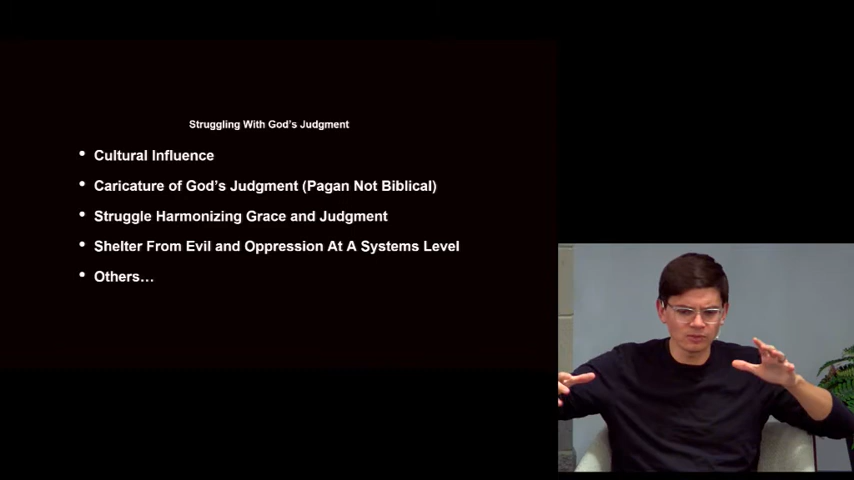 Struggling With God's Judgment
• Cultural Influence
• Caricature of God's Judgment (Pagan Not Biblical)
• Struggle Harmonizing Grace and Judgment
• Shelter From Evil and Oppression At A Systems Level
• Others…